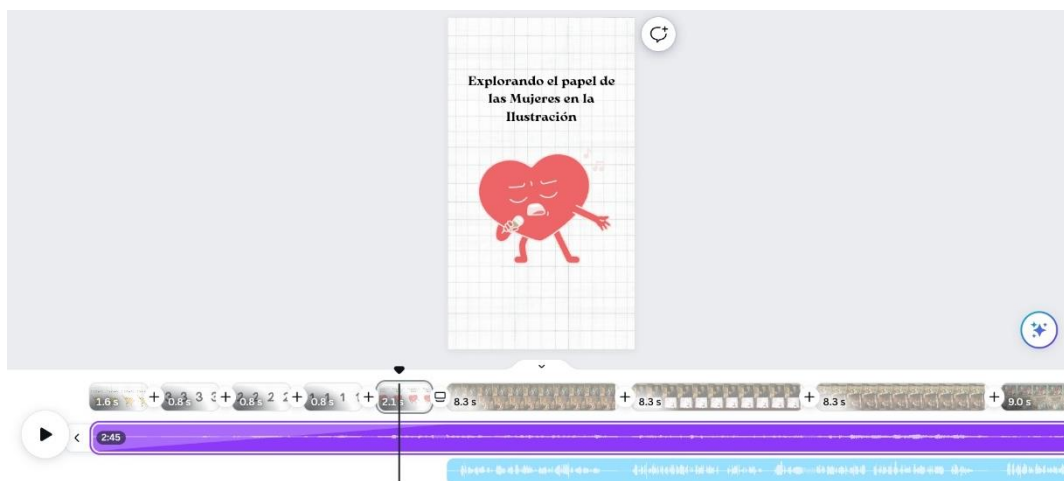 Explorando el papel de
las Mujeres en la
Ilustración
1.6 s
0.8 s
0.8 s
0.8 s
2.1 s
8.3 s
8.3 s
8.3 s
9.0 s
2:45